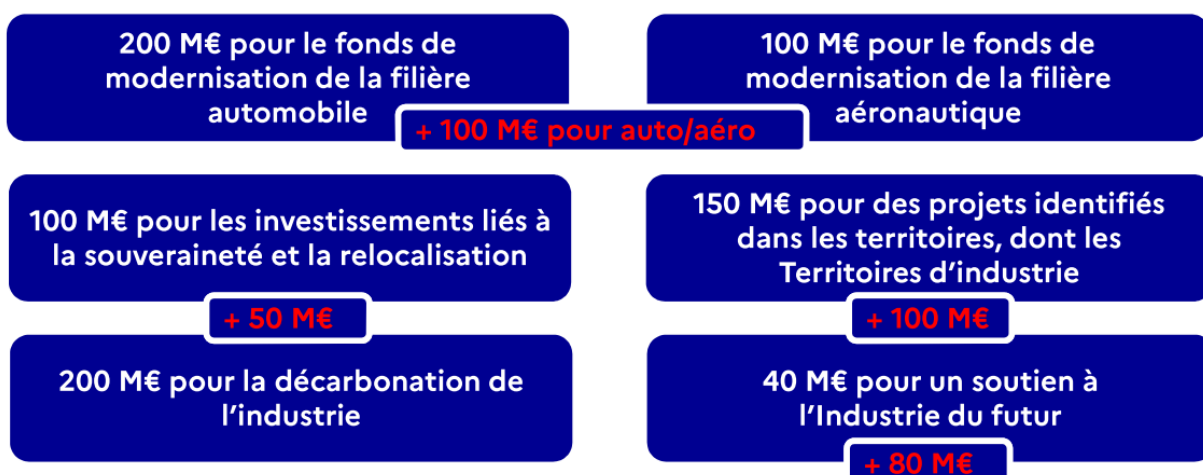 200 M€ pour le fonds de
modernisation de la filière
automobile
100 M€ pour le fonds de
modernisation de la filière
aéronautique
+ 100 M€ pour auto/aéro
100 M€ pour les investissements liés à
la souveraineté et la relocalisation
+ 50 M€
150 M€ pour des projets identifiés
dans les territoires, dont les
Territoires d’industrie
+ 100 M€
200 M€ pour la décarbonation de
l’industrie
40 M€ pour un soutien à
l’Industrie du futur
+ 80 M€